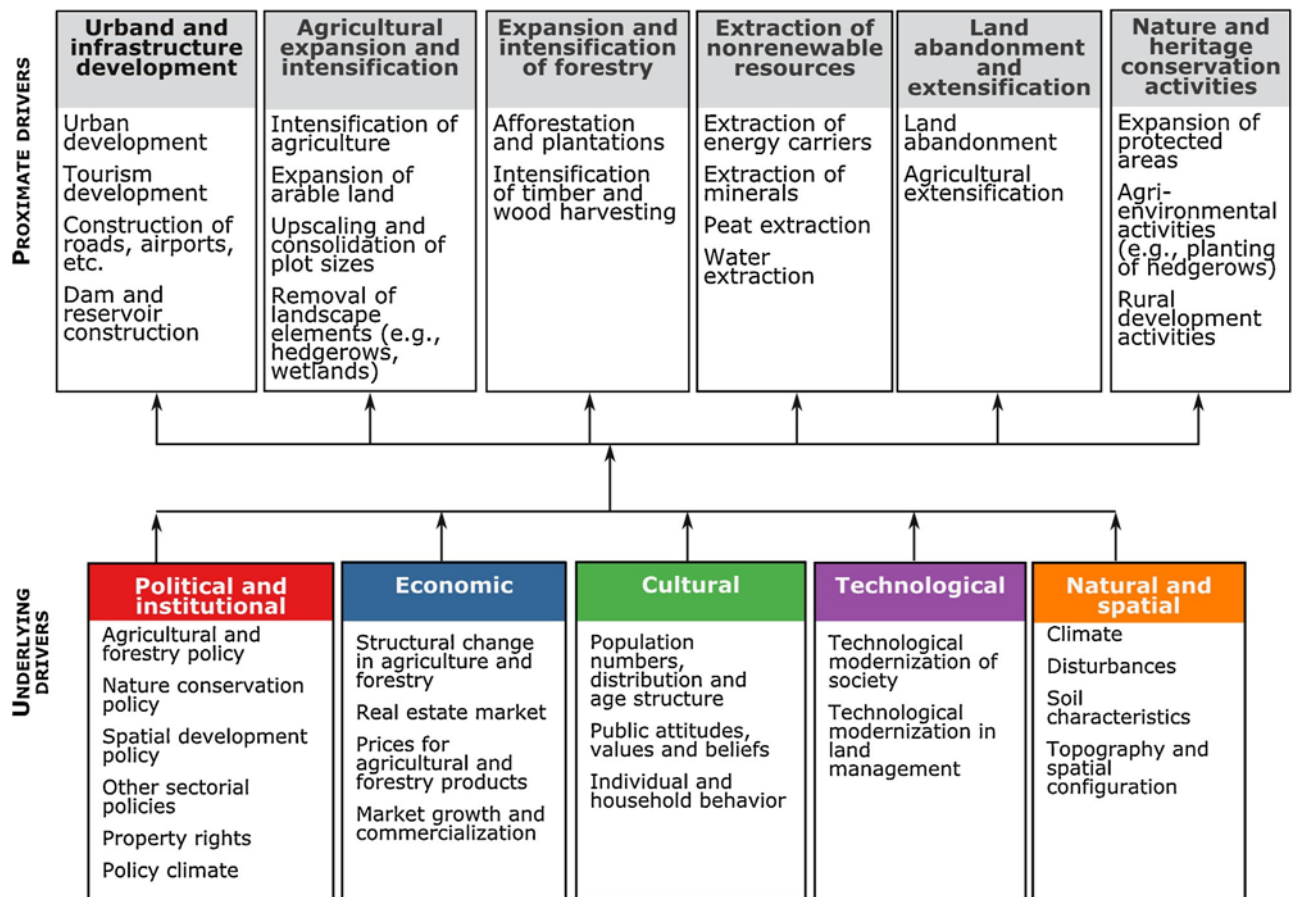 PROXIMATE DRIVERS
Urband and
infrastructure
development
Urban
development
Tourism
development
Construction of
roads, airports,
etc.
Dam and
reservoir
construction
Agricultural
expansion and
intensification
Intensification of
agriculture
Expansion of
arable land
Upscaling and
consolidation of
plot sizes
Removal of
landscape
elements (e.g.,
hedgerows,
wetlands)
Expansion and
intensification
of forestry
Afforestation
and plantations
Intensification
of timber and
wood harvesting
Extraction of
nonrenewable
resources
Extraction of
energy carriers
Extraction of
minerals
Peat extraction
Water
extraction
Land
abandonment
and
extensification
Land
abandonment
Agricultural
extensification
Nature and
heritage
conservation
activities
Expansion of
protected
areas
Agri-
environmental
activities
(e.g., planting
of hedgerows)
Rural
development
activities
UNDERLYING
DRIVERS
Political and
institutional
Agricultural and
forestry policy
Nature conservation
policy
Spatial development
policy
Other sectorial
policies
Property rights
Policy climate
Economic
Structural change
in agriculture and
forestry
Real estate market
Prices for
agricultural and
forestry products
Market growth and
commercialization
Cultural
Population
numbers,
distribution and
age structure
Public attitudes,
values and beliefs
Individual and
household behavior
Technological
Technological
modernization of
society
Technological
modernization in
land
management
Natural and
spatial
Climate
Disturbances
Soil
characteristics
Topography and
spatial
configuration